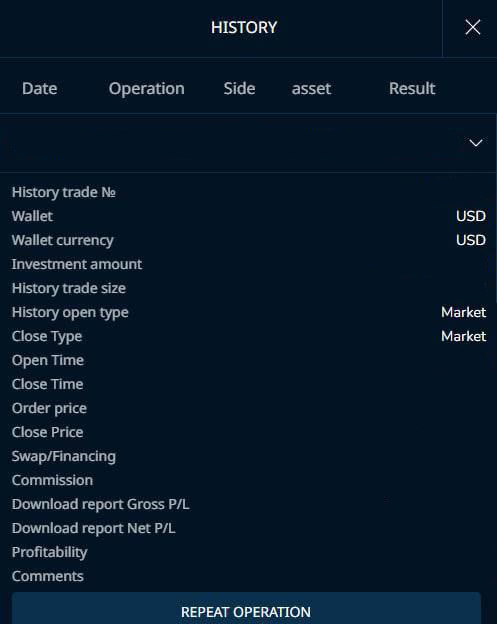 HISTORY
Date Operation Side asset Result
History trade №
Wallet USD
Wallet currency USD
Investment amount
History trade size
History open type Market
Close Type Market
Open Time
Close Time
Order price
Close Price
Swap/Financing
Commission
Download report Gross P/L
Download report Net P/L
Profitability
Comments
REPEAT OPERATION